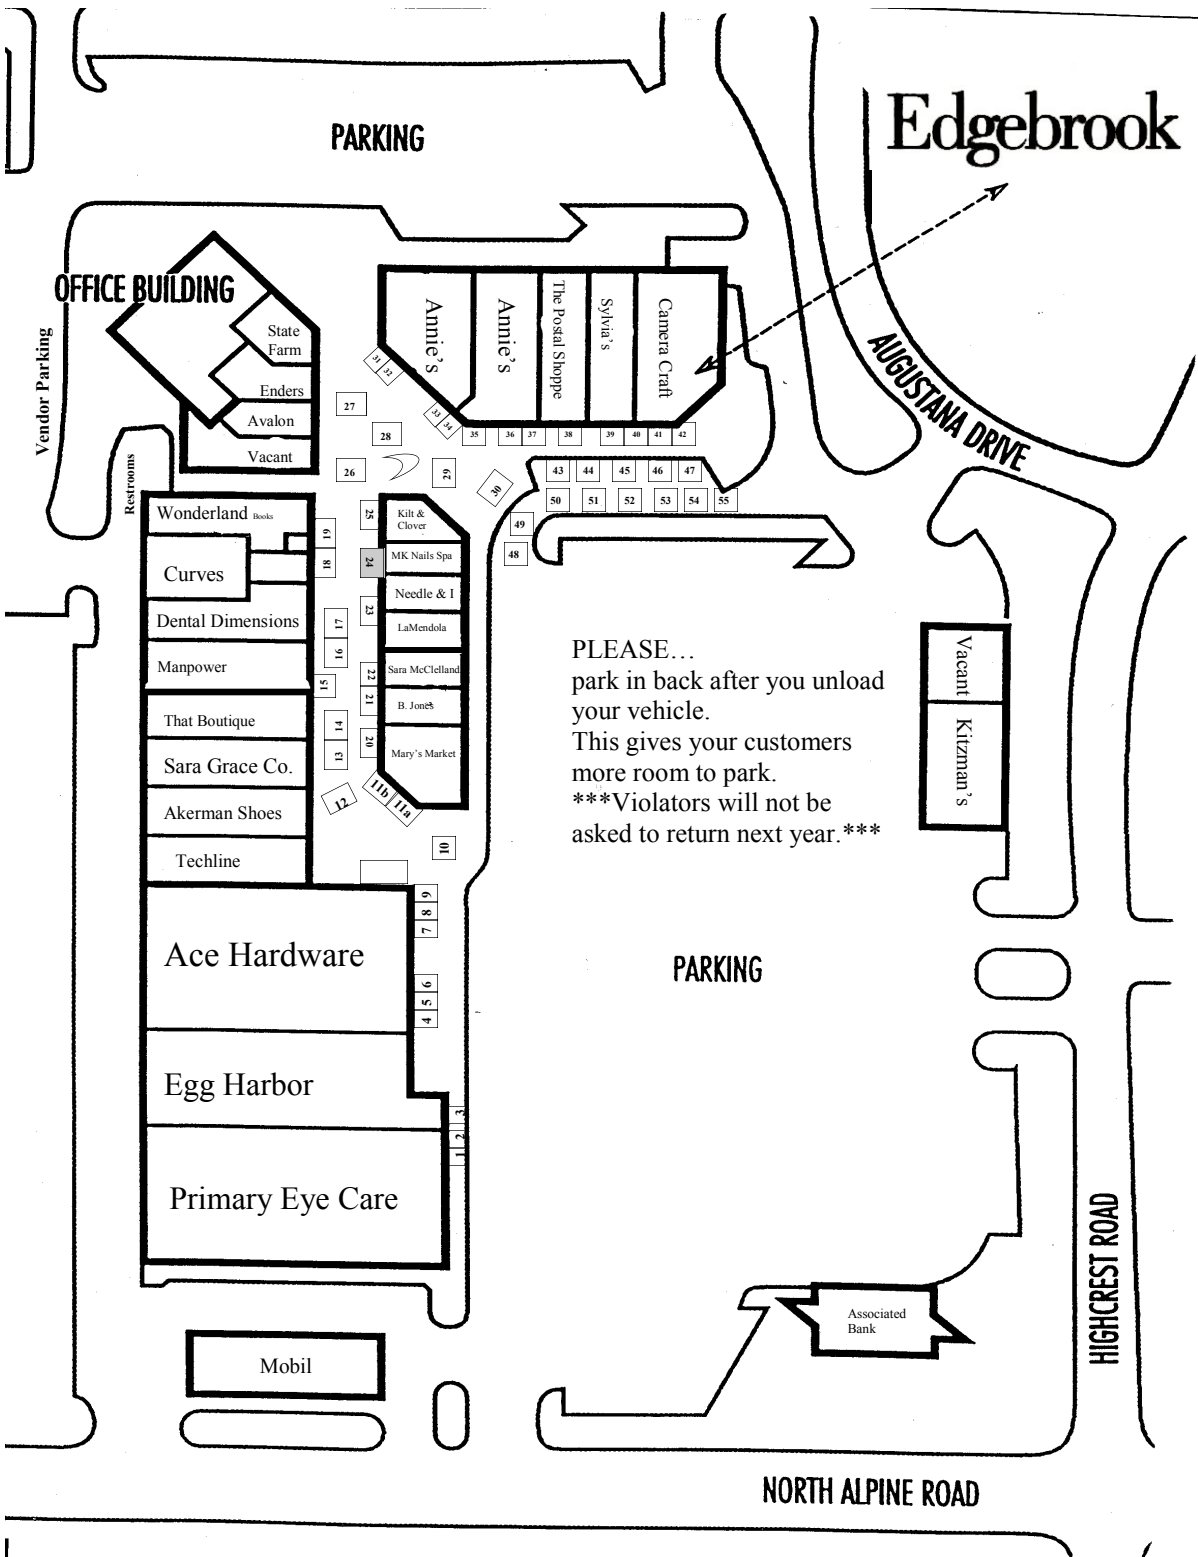 Edgebrook
PARKING
OFFICE BUILDING
State
Farm
Enders
Avalon
Vacant
Vendor Parking
Restrooms
Annie's
Annie's
The Postal Shoppe
Sylvia's
Camera Craft
AUGUSTANA DRIVE
31
32
33
34
35
36
37
38
39
40
41
42
27
28
26
29
30
43
44
45
46
47
50
51
52
53
54
55
49
48
Wonderland Books
Curves
Dental Dimensions
Manpower
That Boutique
Sara Grace Co.
Akerman Shoes
Techline
19
18
17
16
15
14
13
12
25
24
23
22
21
20
11b
11a
10
Kilt &
Clover
MK Nails Spa
Needle & I
LaMendola
Sara McClelland
B. Jones
Mary's Market
PLEASE…
park in back after you unload
your vehicle.
This gives your customers
more room to park.
***Violators will not be
asked to return next year.***
Vacant
Kitzman's
Ace Hardware
9
8
7
6
5
4
Egg Harbor
3
2
1
Primary Eye Care
PARKING
HIGHCREST ROAD
Associated
Bank
Mobil
NORTH ALPINE ROAD